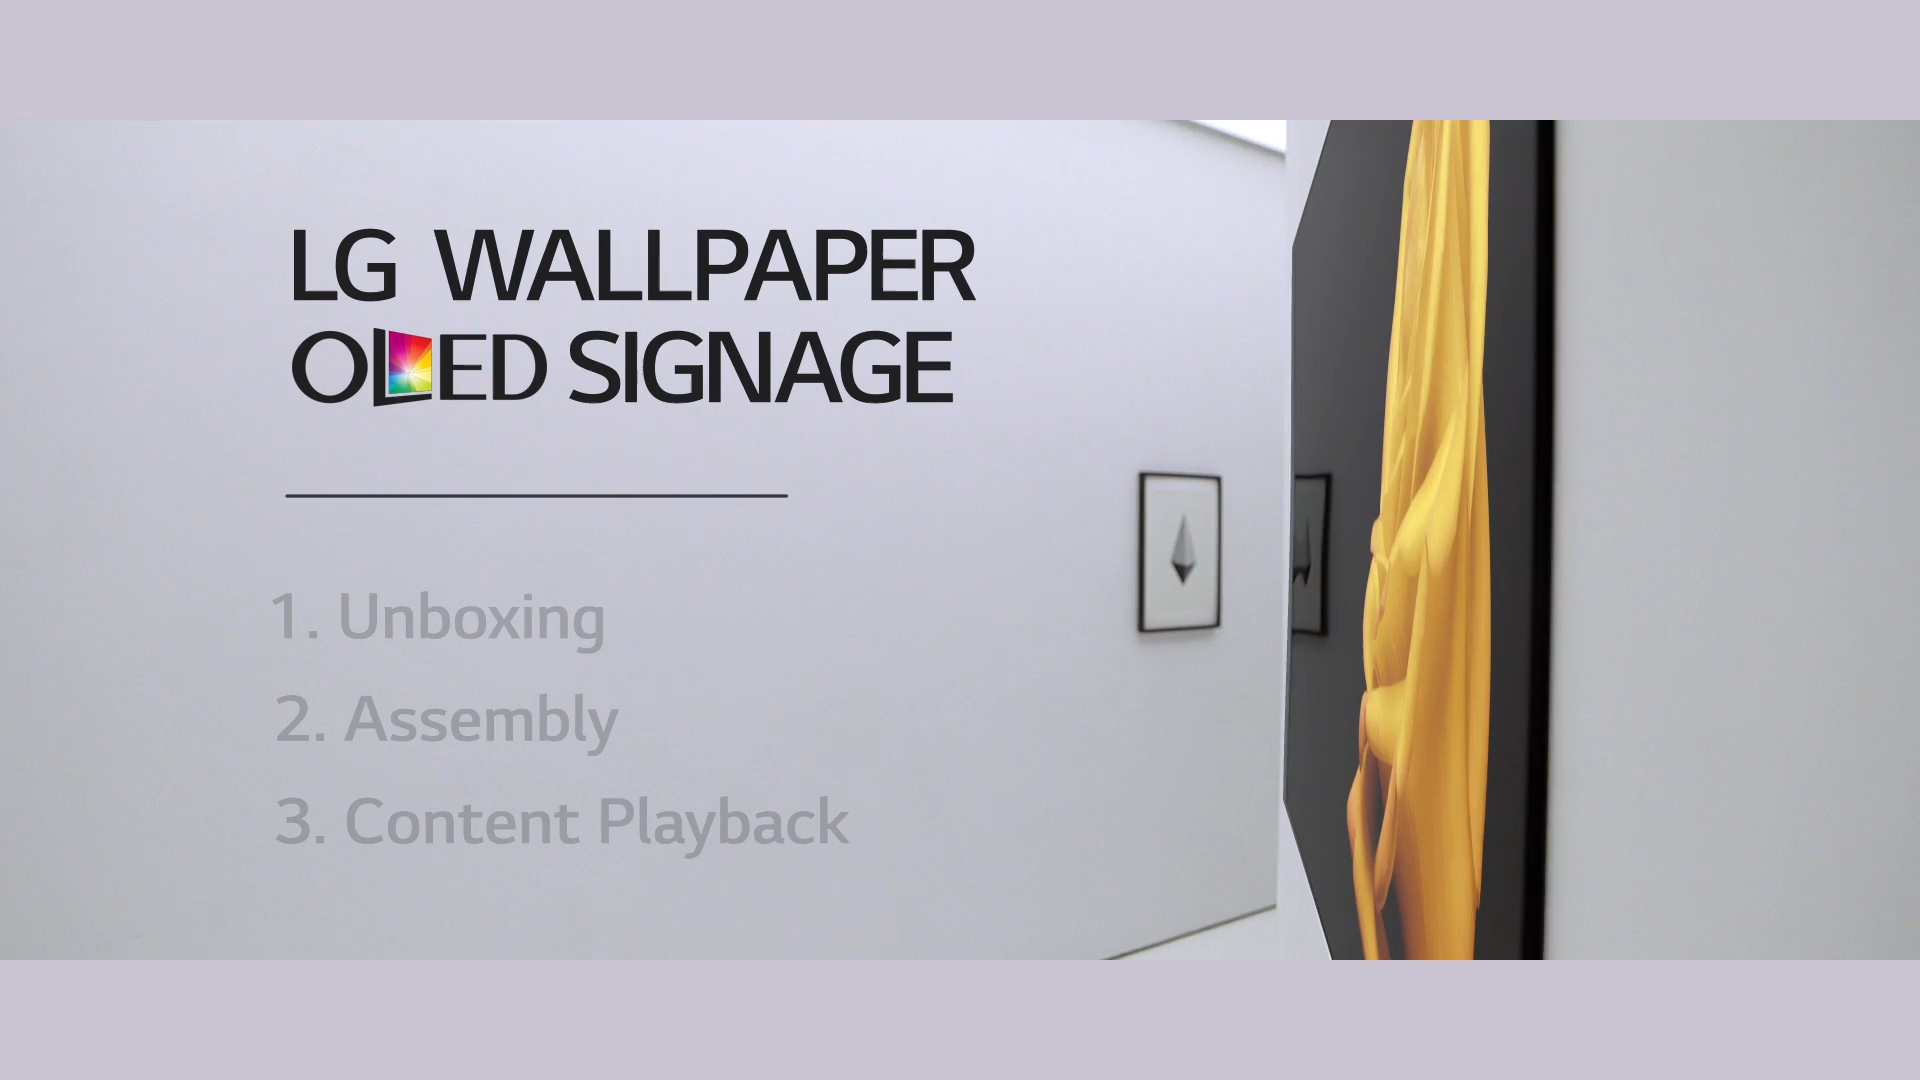 LG WALLPAPER
OLED SIGNAGE
1. Unboxing
2. Assembly
3. Content Playback